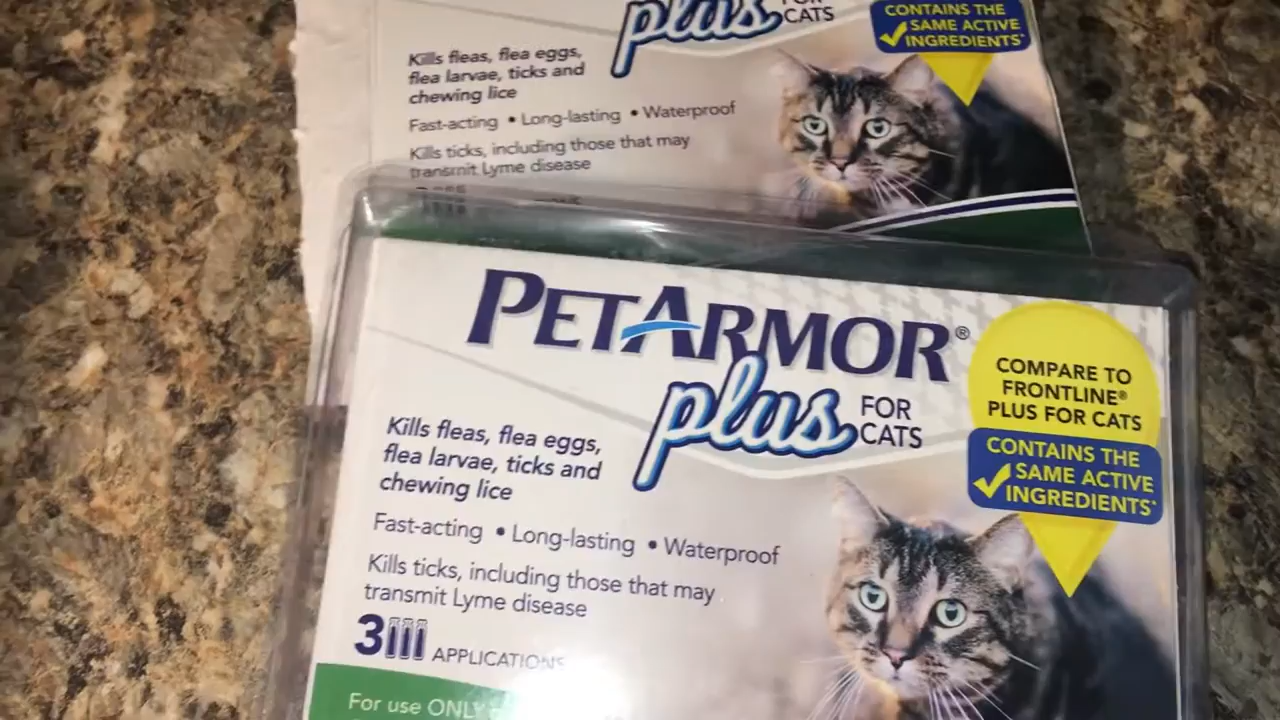 plus FOR CATS
CONTAINS THE
SAME ACTIVE
INGREDIENTS*
Kills fleas, flea eggs,
flea larvae, ticks and
chewing lice
Fast-acting • Long-lasting • Waterproof
Kills ticks, including those that may
transmit Lyme disease
PETARMOR®
plus FOR
CATS
COMPARE TO
FRONTLINE®
PLUS FOR CATS
CONTAINS THE
SAME ACTIVE
INGREDIENTS*
Kills fleas, flea eggs,
flea larvae, ticks and
chewing lice
Fast-acting • Long-lasting • Waterproof
Kills ticks, including those that may
transmit Lyme disease
3 APPLICATIONS
For use ONLY